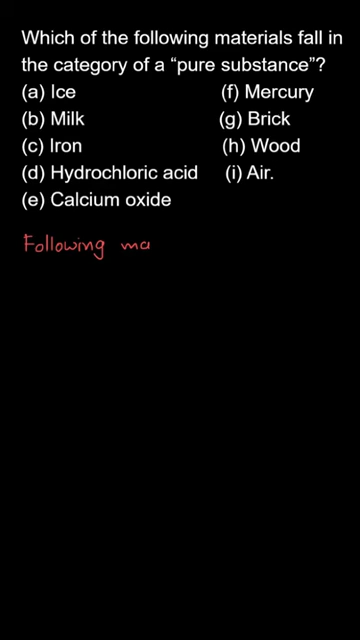 Which of the following materials fall in
the category of a “pure substance”?
(a) Ice (f) Mercury
(b) Milk (g) Brick
(c) Iron (h) Wood
(d) Hydrochloric acid (i) Air.
(e) Calcium oxide
Following ma